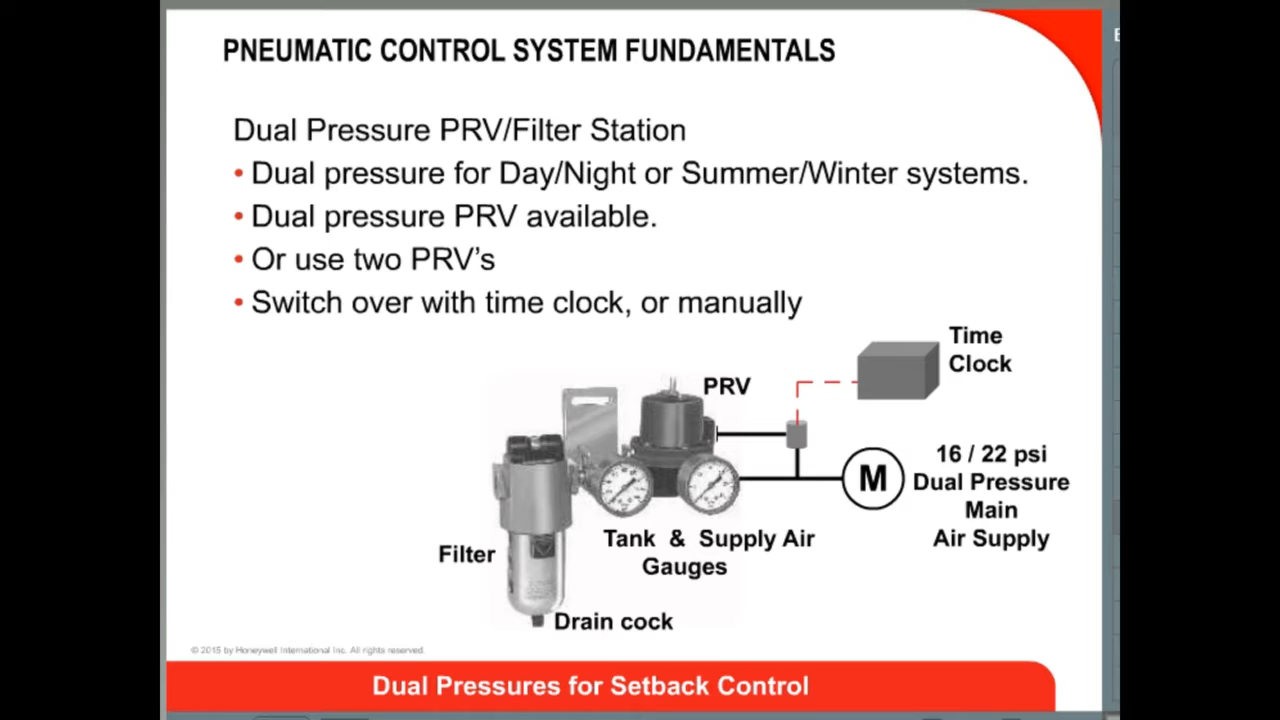 PNEUMATIC CONTROL SYSTEM FUNDAMENTALS
Dual Pressure PRV/Filter Station
• Dual pressure for Day/Night or Summer/Winter systems.
• Dual pressure PRV available.
• Or use two PRV's
• Switch over with time clock, or manually
Time
Clock
PRV
M
16 / 22 psi
Dual Pressure
Main
Air Supply
Tank & Supply Air
Gauges
Filter
Drain cock
© 2015 by Honeywell International Inc. All rights reserved.
Dual Pressures for Setback Control